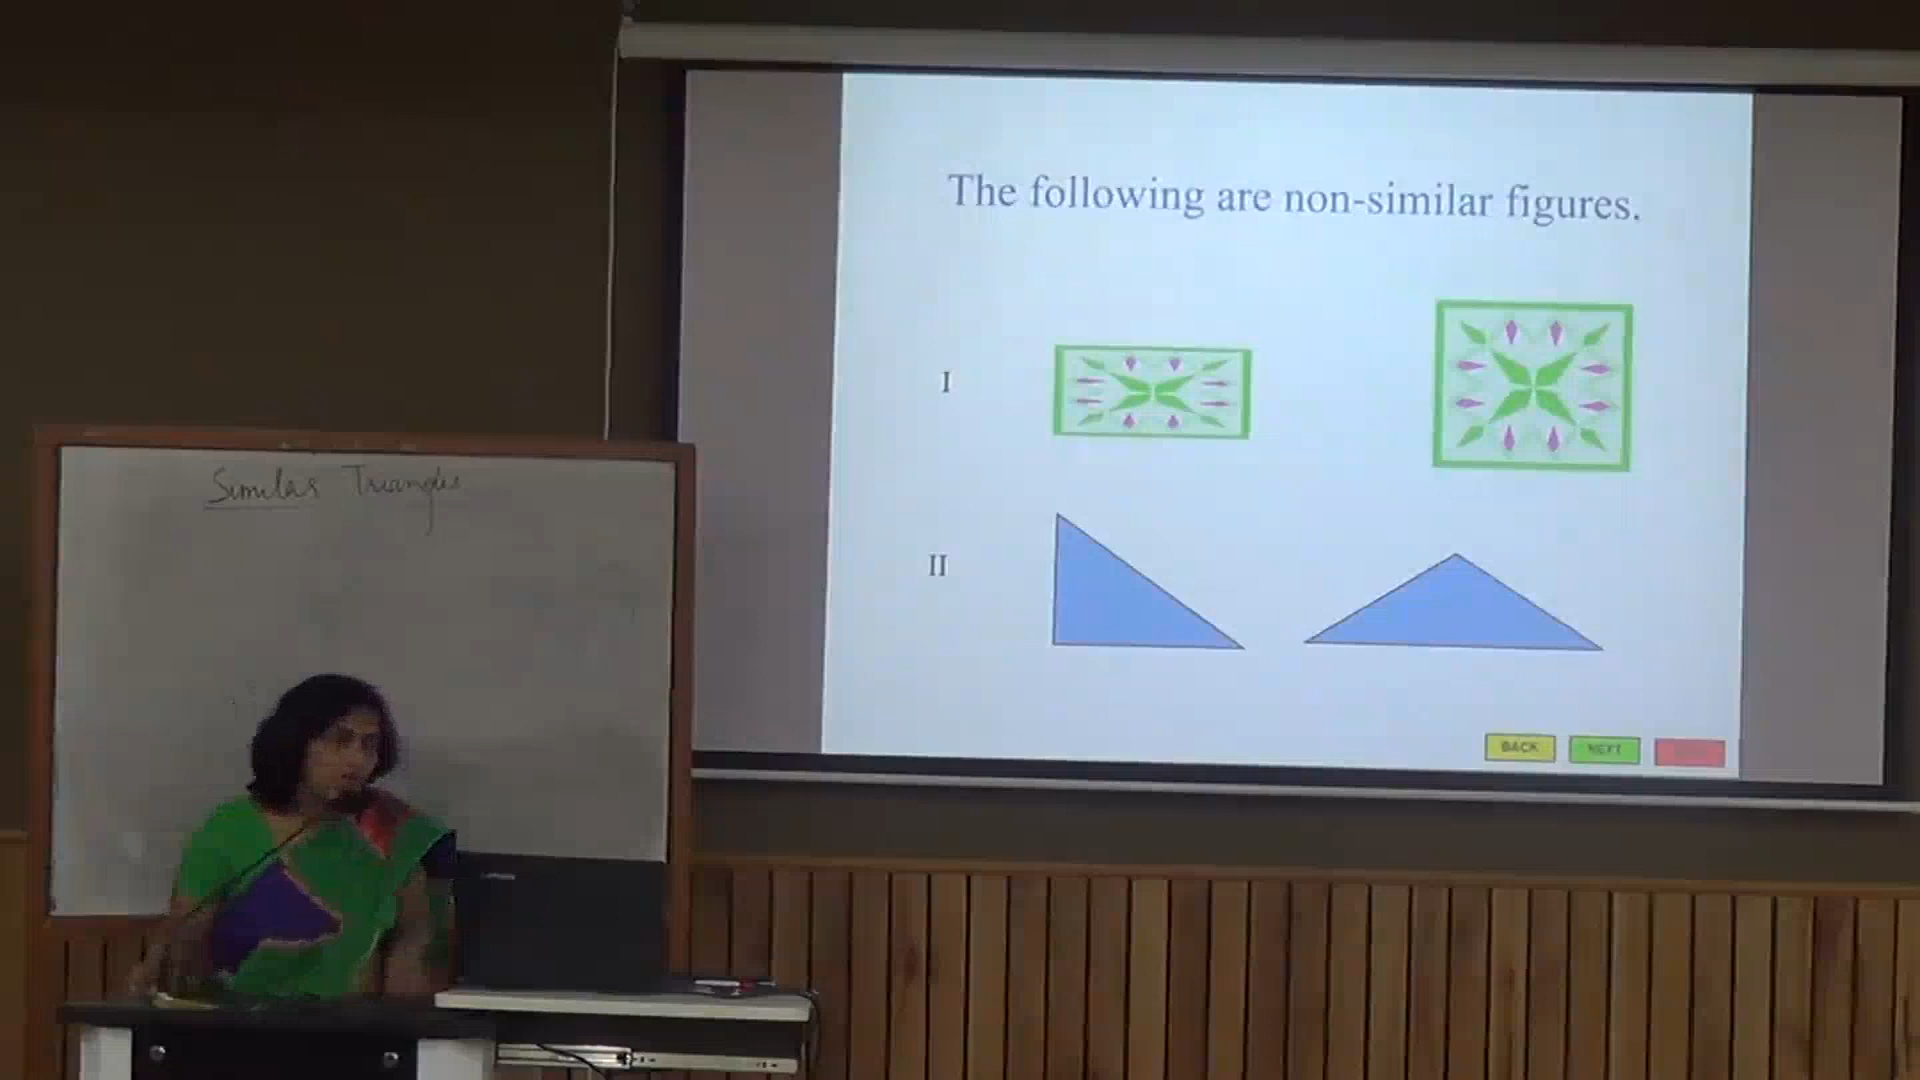 The following are non-similar figures.
I
II
BACK
NEXT
Similar Triangles